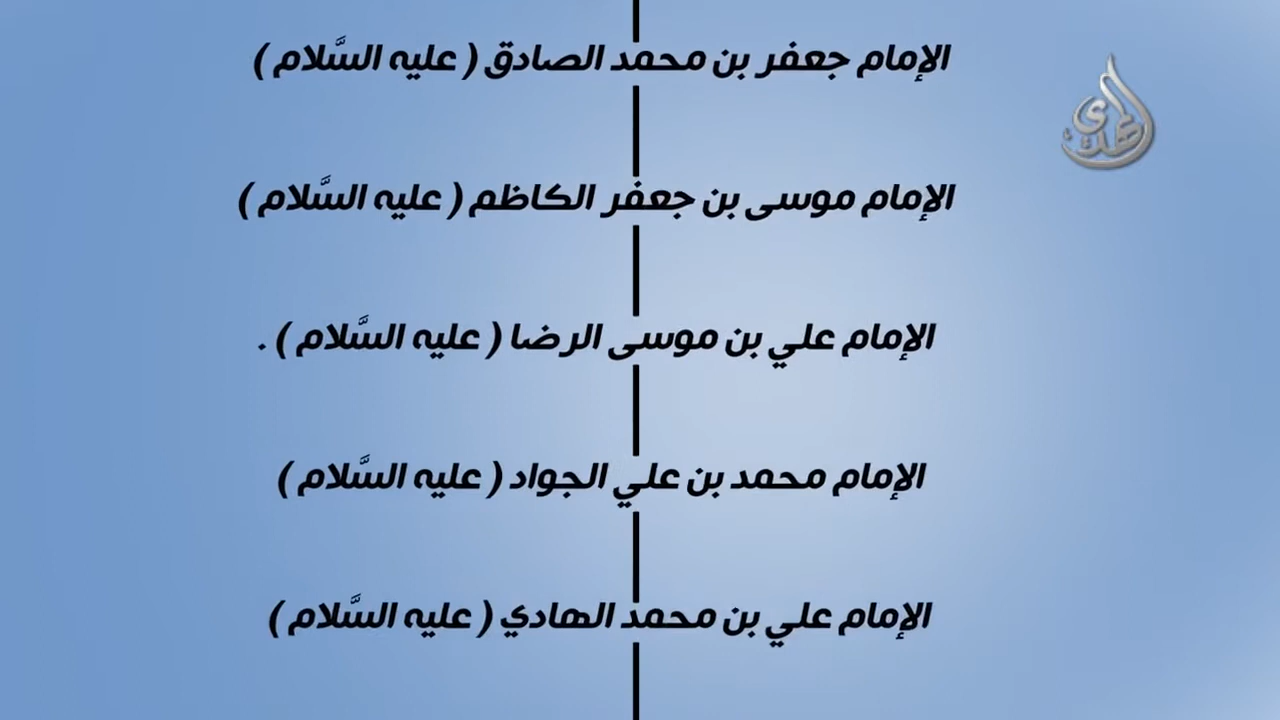 الإمام جعفر بن محمد الصادق ( عليه السَّلام )
الإمام موسى بن جعفر الكاظم ( عليه السَّلام )
الإمام علي بن موسى الرضا ( عليه السَّلام ) .
الإمام محمد بن علي الجواد ( عليه السَّلام )
الإمام علي بن محمد الهادي ( عليه السَّلام )